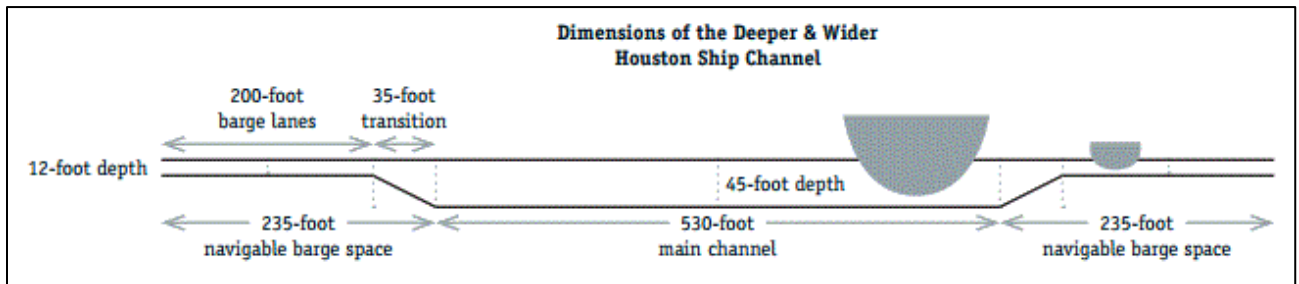 Dimensions of the Deeper & Wider
Houston Ship Channel
200-foot
barge lanes
35-foot
transition
12-foot depth
45-foot depth
235-foot
navigable barge space
530-foot
main channel
235-foot
navigable barge space